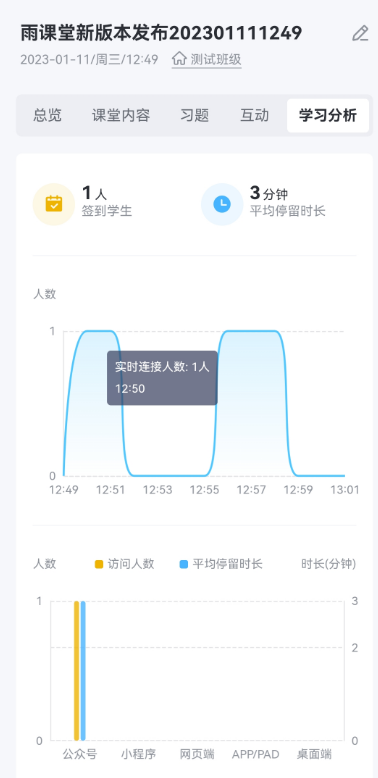 雨课堂新版本发布202301111249
2023-01-11/周三/12:49 测试班级
总览 课堂内容 习题 互动 学习分析
1人 3分钟
签到学生 平均停留时长
人数
1
实时连接人数: 1人
12:50
0
12:49 12:51 12:53 12:55 12:57 12:59 13:01
人数 访问人数 平均停留时长 时长(分钟)
1 3
2
0 0
公众号 小程序 网页端 APP/PAD 桌面端